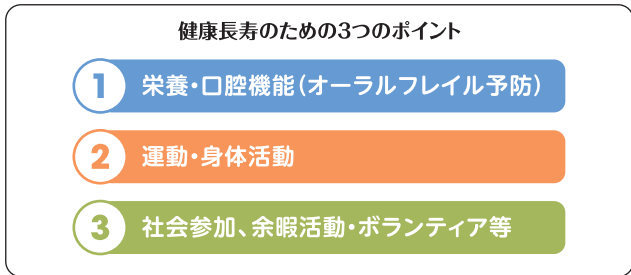 健康長寿のための3つのポイント
1 栄養・口腔機能（オーラルフレイル予防）
2 運動・身体活動
3 社会参加、余暇活動・ボランティア等